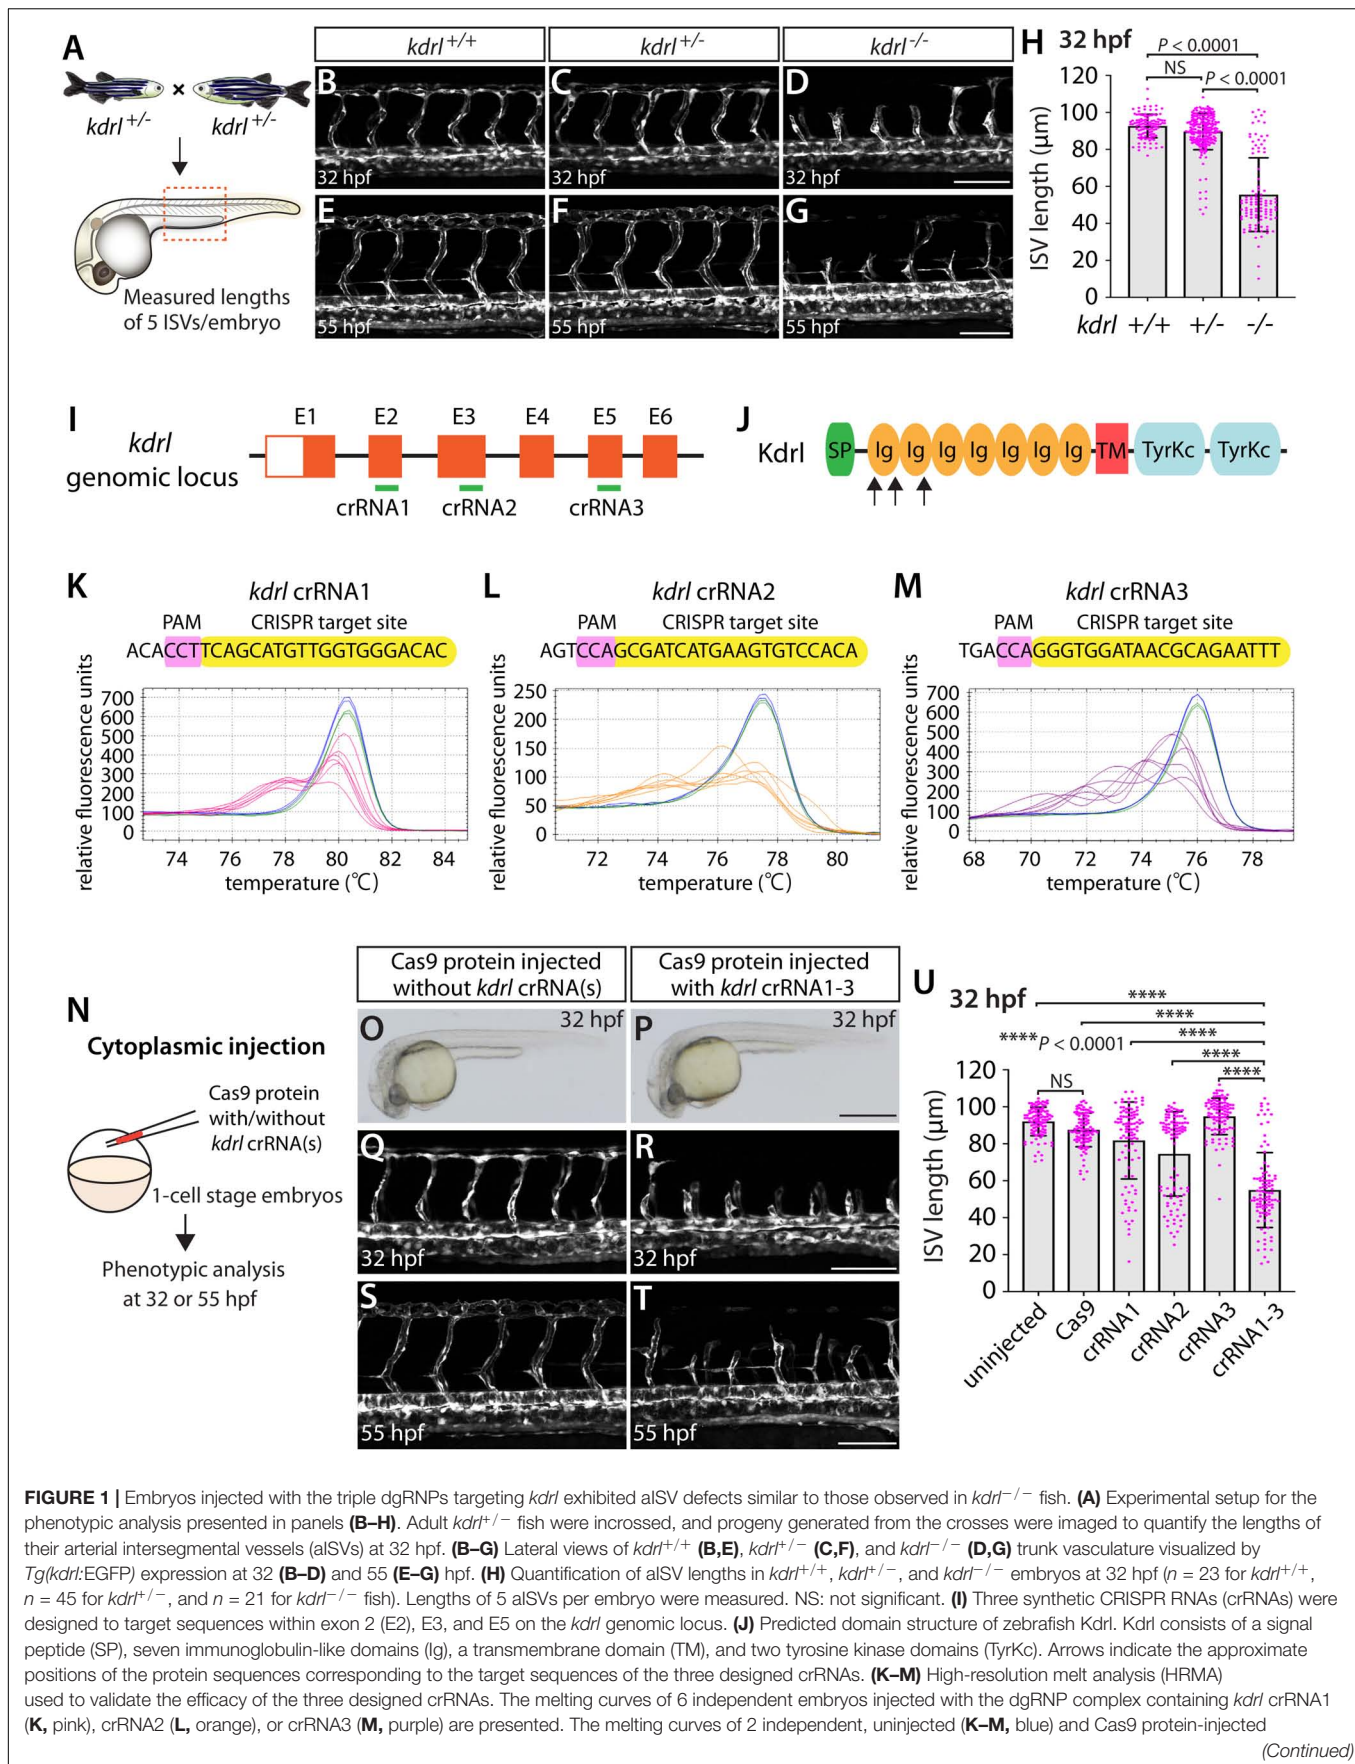 A
kdrl+/- × kdrl+/-
Measured lengths
of 5 ISVs/embryo
kdrl+/+
kdrl+/-
kdrl-/-
B
32 hpf
C
32 hpf
D
32 hpf
E
55 hpf
F
55 hpf
G
55 hpf
H 32 hpf
P < 0.0001
NS
P < 0.0001
ISV length (μm)
120
100
80
60
40
20
0
kdrl +/+ +/- -/-
I
kdrl
genomic locus
E1 E2 E3 E4 E5 E6
crRNA1 crRNA2 crRNA3
J
Kdrl
SP Ig Ig Ig Ig Ig Ig Ig TM TyrKc TyrKc
K
kdrl crRNA1
PAM CRISPR target site
ACACCTTCAGCATGTTGGTGGGACAC
relative fluorescence units
700
600
500
400
300
200
100
0
74 76 78 80 82 84
temperature (℃)
L
kdrl crRNA2
PAM CRISPR target site
AGTCCAGCGATCATGAAGTGTCCACA
relative fluorescence units
250
200
150
100
50
0
72 74 76 78 80
temperature (℃)
M
kdrl crRNA3
PAM CRISPR target site
TGACCAGGGTGGATAACGCAGAATTT
relative fluorescence units
700
600
500
400
300
200
100
0
68 70 72 74 76 78
temperature (℃)
N
Cytoplasmic injection
Cas9 protein
with/without
kdrl crRNA(s)
1-cell stage embryos
Phenotypic analysis
at 32 or 55 hpf
Cas9 protein injected
without kdrl crRNA(s)
Cas9 protein injected
with kdrl crRNA1-3
O 32 hpf
P 32 hpf
Q
32 hpf
R
32 hpf
S
55 hpf
T
55 hpf
U
32 hpf
****
****
****P < 0.0001 ****
****
NS ****
ISV length (μm)
120
100
80
60
40
20
0
uninjected
Cas9
crRNA1
crRNA2
crRNA3
crRNA1-3
FIGURE 1 | Embryos injected with the triple dgRNPs targeting kdrl exhibited aISV defects similar to those observed in kdrl−/− fish. (A) Experimental setup for the
phenotypic analysis presented in panels (B–H). Adult kdrl+/− fish were incrossed, and progeny generated from the crosses were imaged to quantify the lengths of
their arterial intersegmental vessels (aISVs) at 32 hpf. (B–G) Lateral views of kdrl+/+ (B,E), kdrl+/− (C,F), and kdrl−/− (D,G) trunk vasculature visualized by
Tg(kdrl:EGFP) expression at 32 (B–D) and 55 (E–G) hpf. (H) Quantification of aISV lengths in kdrl+/+, kdrl+/−, and kdrl−/− embryos at 32 hpf (n = 23 for kdrl+/+,
n = 45 for kdrl+/−, and n = 21 for kdrl−/− fish). Lengths of 5 aISVs per embryo were measured. NS: not significant. (I) Three synthetic CRISPR RNAs (crRNAs) were
designed to target sequences within exon 2 (E2), E3, and E5 on the kdrl genomic locus. (J) Predicted domain structure of zebrafish Kdrl. Kdrl consists of a signal
peptide (SP), seven immunoglobulin-like domains (Ig), a transmembrane domain (TM), and two tyrosine kinase domains (TyrKc). Arrows indicate the approximate
positions of the protein sequences corresponding to the target sequences of the three designed crRNAs. (K–M) High-resolution melt analysis (HRMA)
used to validate the efficacy of the three designed crRNAs. The melting curves of 6 independent embryos injected with the dgRNP complex containing kdrl crRNA1
(K, pink), crRNA2 (L, orange), or crRNA3 (M, purple) are presented. The melting curves of 2 independent, uninjected (K–M, blue) and Cas9 protein-injected
(Continued)